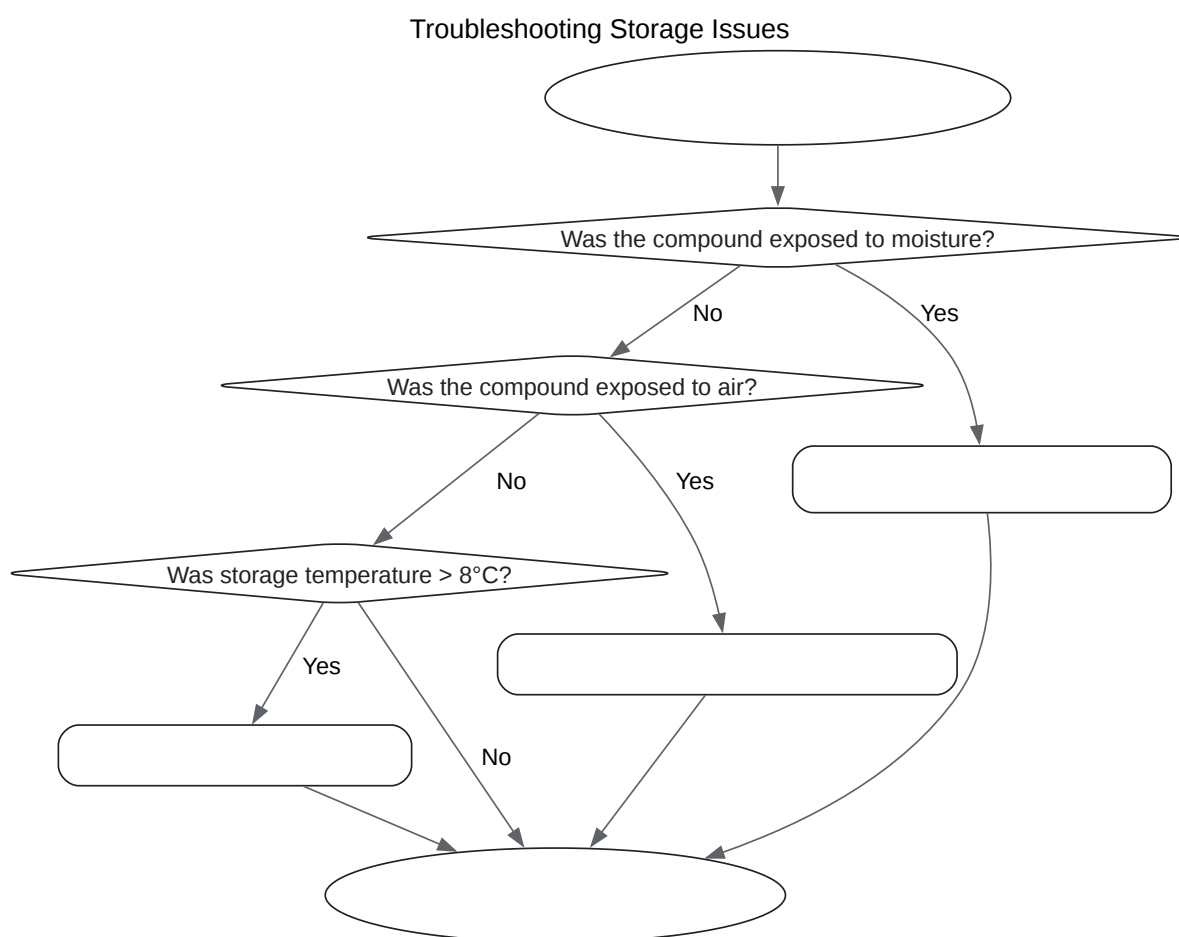 Troubleshooting Storage Issues
Was the compound exposed to moisture?
No
Yes
Was the compound exposed to air?
No
Yes
Was storage temperature > 8°C?
Yes
No